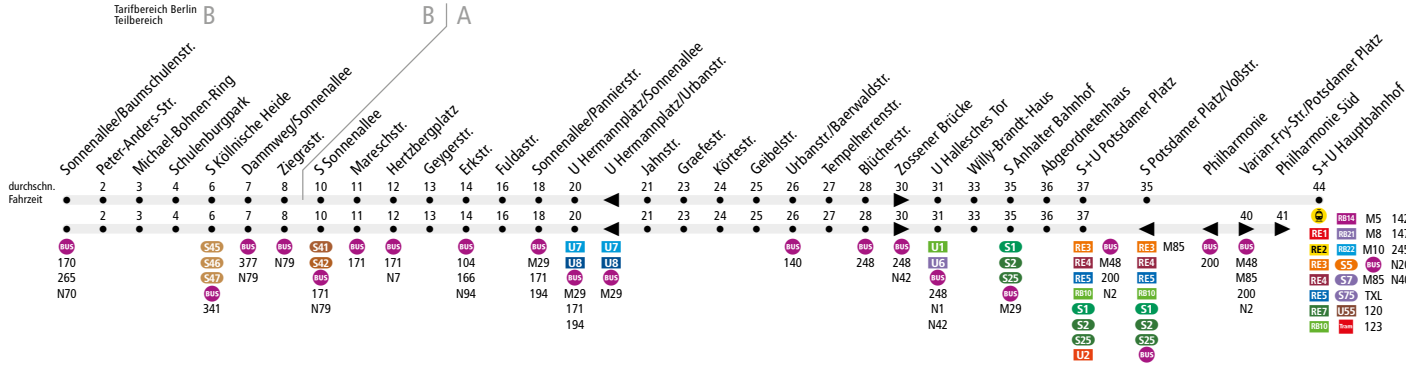 Tarifbereich Berlin
Teilbereich
B
B
A
Sonnenallee/Baumschulenstr.
Peter-Anders-Str.
Michael-Bohnen-Ring
Schulenburgpark
S Köllnische Heide
Dammweg/Sonnenallee
Ziegrastr.
S Sonnenallee
Mareschstr.
Hertzbergplatz
Geygerstr.
Erkstr.
Fuldastr.
Sonnenallee/Pannierstr.
U Hermannplatz/Sonnenallee
U Hermannplatz/Urbanstr.
Jahnstr.
Graefestr.
Körtestr.
Geibelstr.
Urbanstr./Baerwaldstr.
Tempelherrenstr.
Blücherstr.
Zossener Brücke
U Hallesches Tor
Willy-Brandt-Haus
S Anhalter Bahnhof
Abgeordnetenhaus
S+U Potsdamer Platz
S Potsdamer Platz/Voßstr.
Philharmonie
Varian-Fry-Str./Potsdamer Platz
Philharmonie Süd
S+U Hauptbahnhof
durchschn.
Fahrzeit
2 3 4 6 7 8 10 11 12 13 14 16 18 20 21 23 24 25 26 27 28 30 31 33 35 36 37 35 44
2 3 4 6 7 8 10 11 12 13 14 16 18 20 21 23 24 25 26 27 28 30 31 33 35 36 37 40 41
BUS
170
265
N70
S45
S46
S47
BUS
341
BUS
377
N79
BUS
N79
S41
S42
BUS
171
N79
BUS
171
BUS
171
N7
BUS
104
166
N94
BUS
M29
171
194
U7
U8
BUS
M29
171
194
U7
U8
BUS
M29
BUS
140
BUS
248
BUS
248
N42
U1
U6
BUS
248
N1
N42
S1
S2
S25
BUS
M29
RE3
RE4
RE5
RB10
S1
S2
S25
U2
BUS
M48
200
N2
RE3
RE4
RE5
RB10
S1
S2
S25
BUS
M85
BUS
200
BUS
M48
M85
200
N2
RE1
RE2
RE3
RE4
RE5
RE7
RB10
RB14
RB21
RB22
S5
S7
S75
U55
Tram
M5
M8
M10
BUS
M85
TXL
120
123
142
147
245